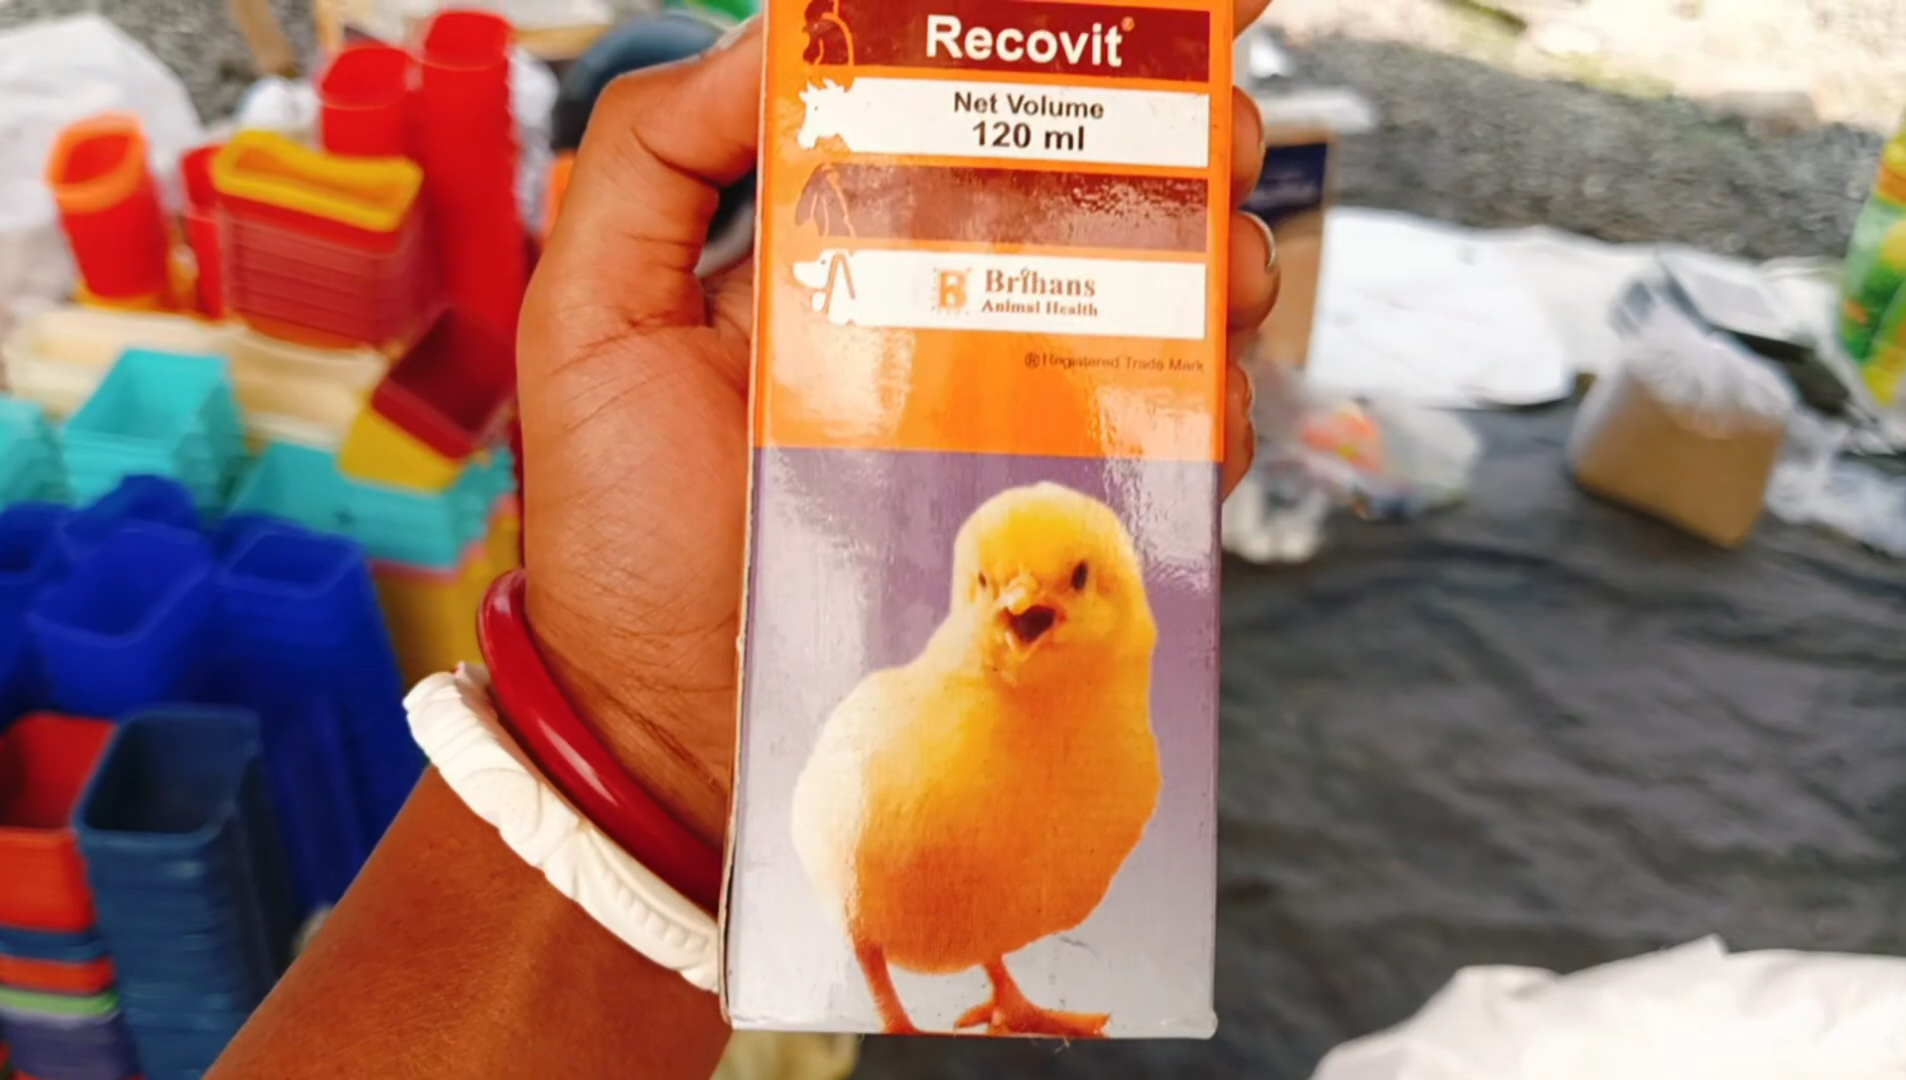 Recovit®
Net Volume
120 ml
Brihans
Animal Health
® Registered Trade Mark